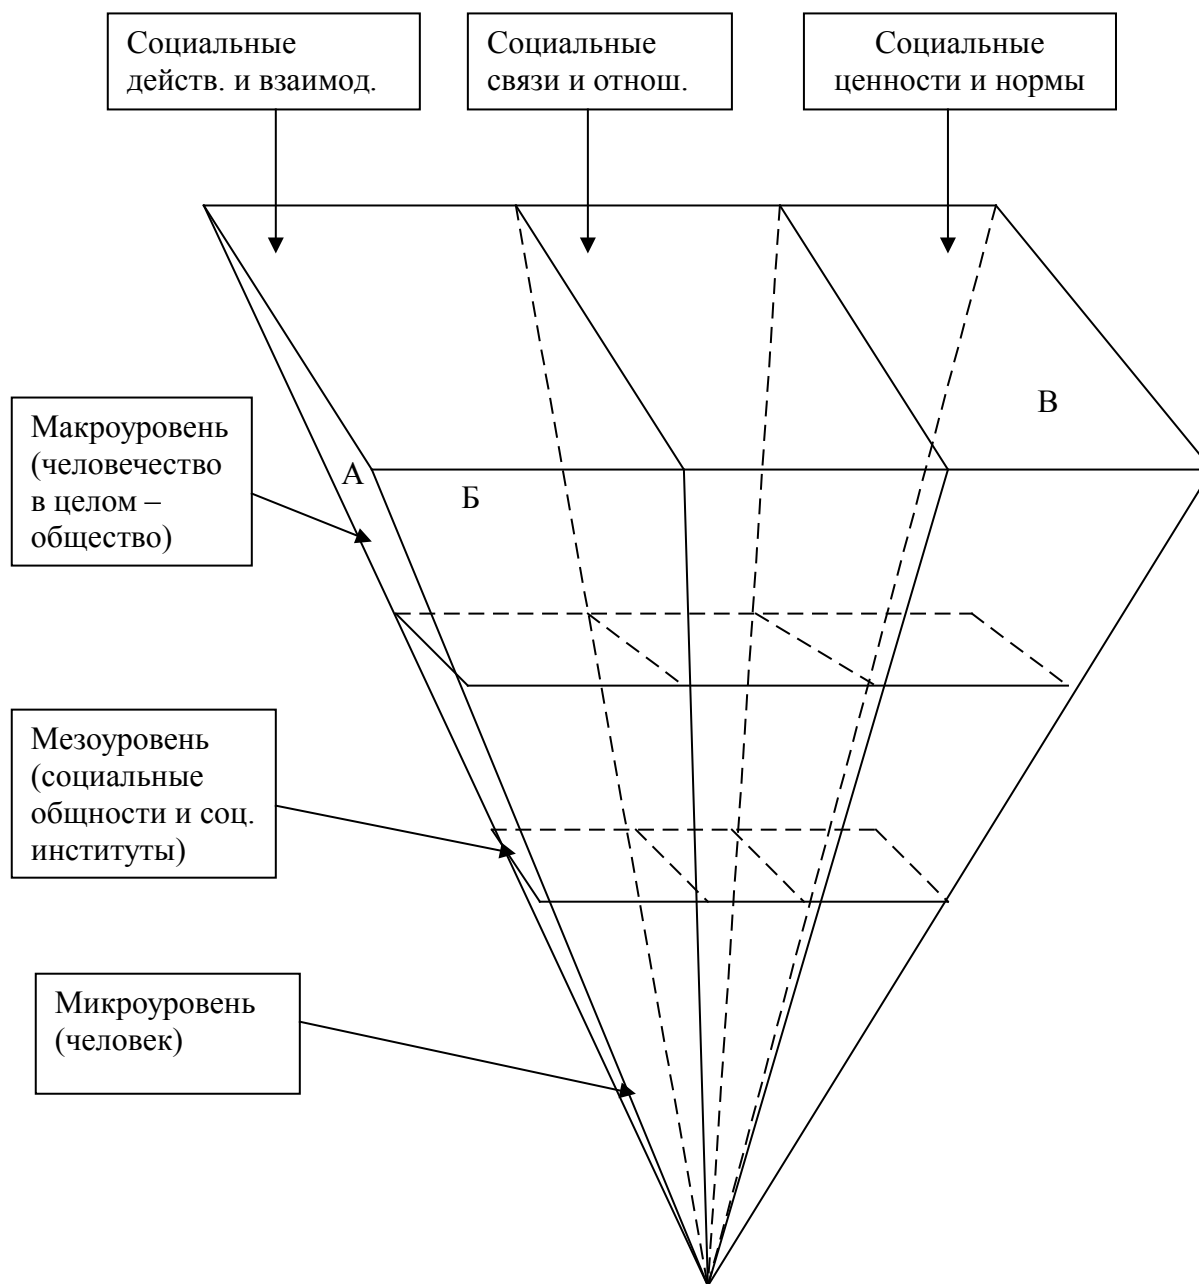 Социальные
действ. и взаимод.
Социальные
связи и отнош.
Социальные
ценности и нормы
В
Макроуровень
(человечество
в целом –
общество)
А
Б
Мезоуровень
(социальные
общности и соц.
институты)
Микроуровень
(человек)